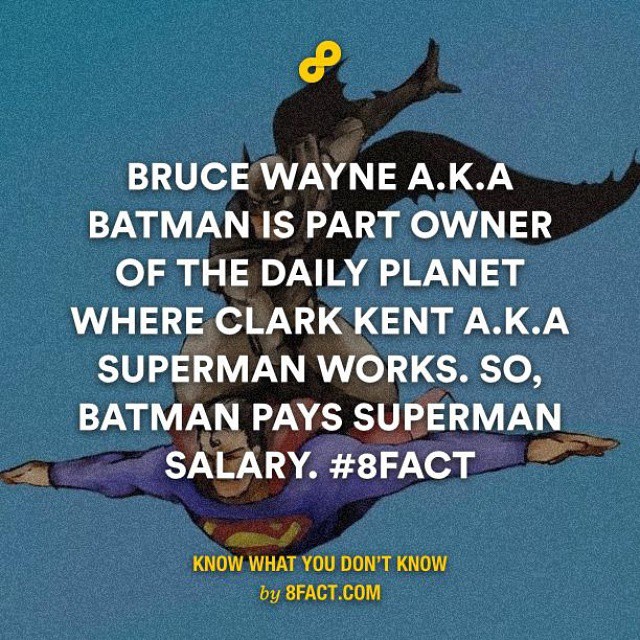 BRUCE WAYNE A.K.A
BATMAN IS PART OWNER
OF THE DAILY PLANET
WHERE CLARK KENT A.K.A
SUPERMAN WORKS. SO,
BATMAN PAYS SUPERMAN
SALARY. #8FACT
KNOW WHAT YOU DON'T KNOW
by 8FACT.COM